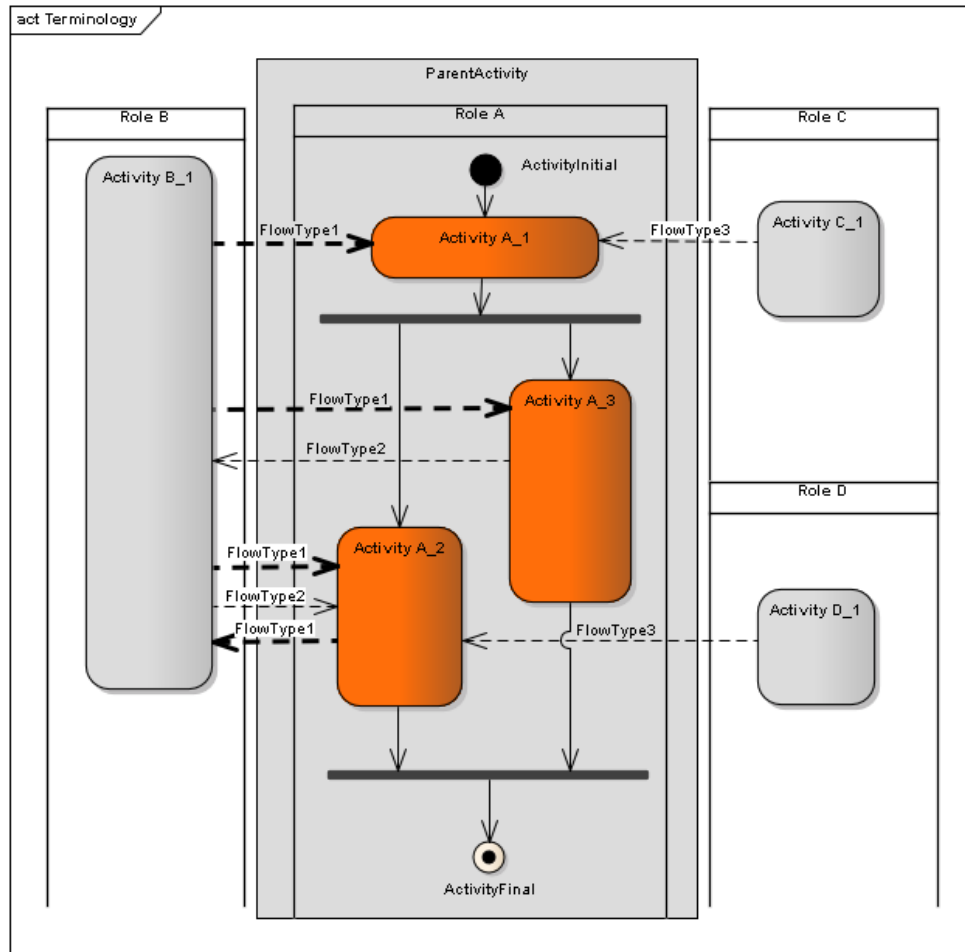 act Terminology
ParentActivity
Role B
Role A
Role C
ActivityInitial
Activity B_1
Activity C_1
FlowType1
Activity A_1
FlowType3
FlowType1
Activity A_3
FlowType2
Role D
FlowType1
Activity A_2
FlowType2
Activity D_1
FlowType1
FlowType3
ActivityFinal